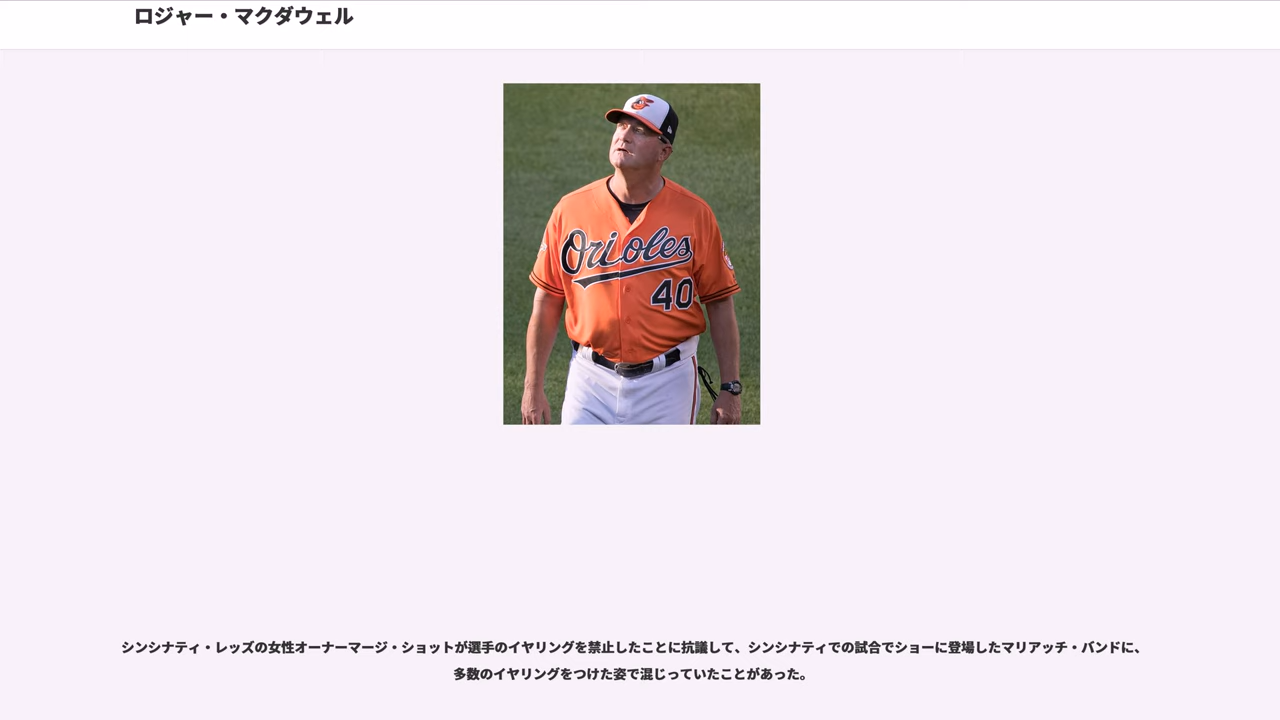 ロジャー・マクダウェル
Orioles
40
シンシナティ・レッズの女性オーナーマージ・ショットが選手のイヤリングを禁止したことに抗議して、シンシナティでの試合でショーに登場したマリアッチ・バンドに、
多数のイヤリングをつけた姿で混じっていたことがあった。